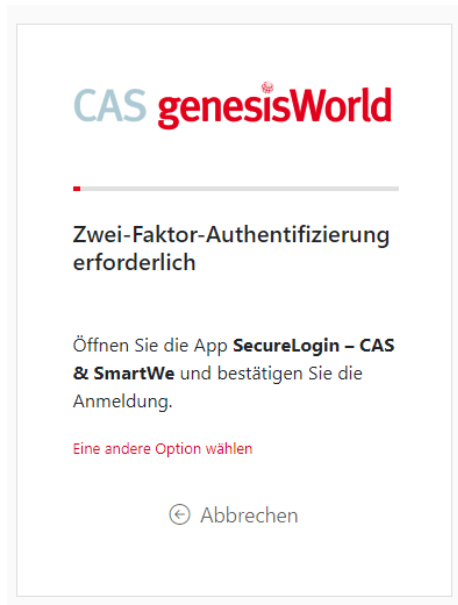 CAS genesisWorld
Zwei-Faktor-Authentifizierung
erforderlich
Öffnen Sie die App SecureLogin – CAS
& SmartWe und bestätigen Sie die
Anmeldung.
Eine andere Option wählen
Abbrechen